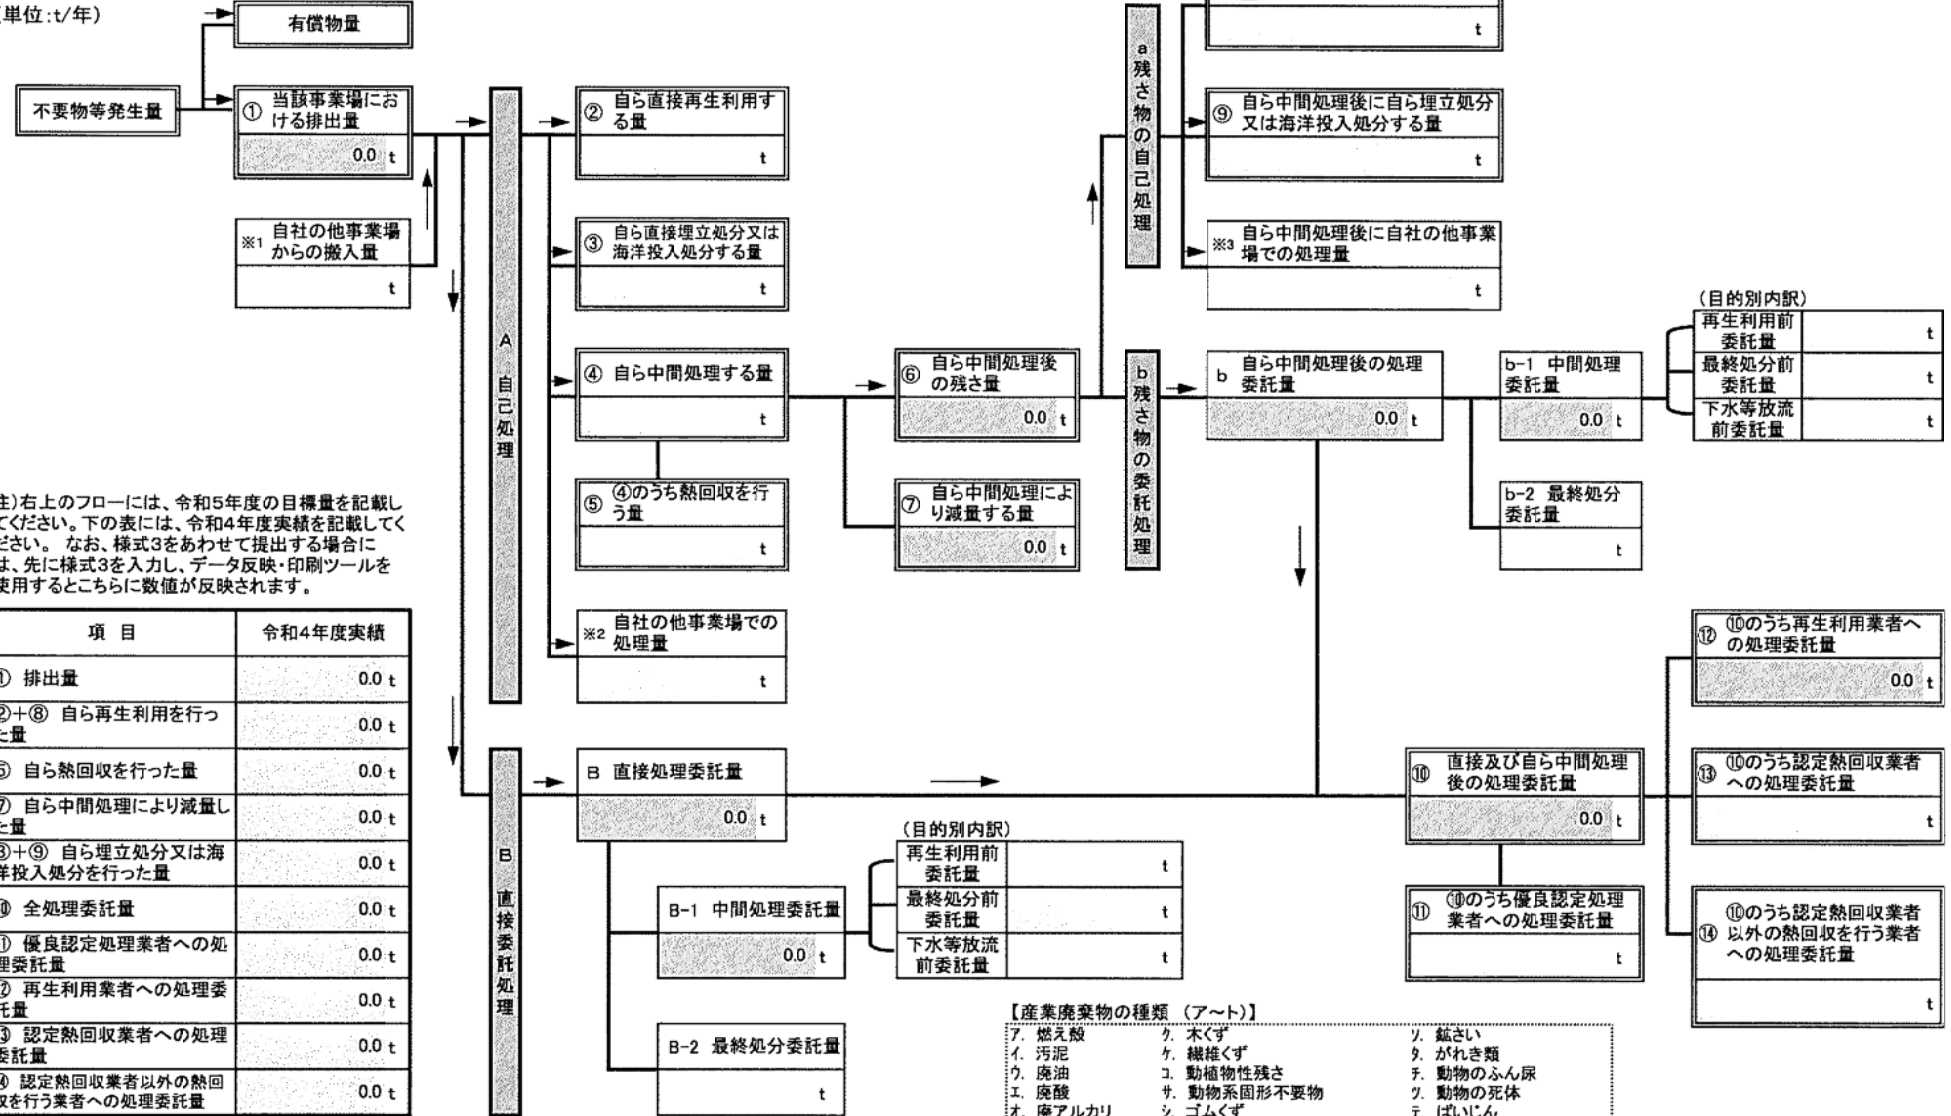 (単位:t/年)
有償物量
不要物等発生量
① 当該事業場にお
ける排出量
0.0 t
※1 自社の他事業場
からの搬入量
t
A 自己処理
② 自ら直接再生利用す
る量
t
③ 自ら直接埋立処分又は
海洋投入処分する量
t
④ 自ら中間処理する量
t
⑤ ④のうち熱回収を行
う量
t
※2 自社の他事業場での
処理量
t
⑥ 自ら中間処理後
の残さ量
0.0 t
⑦ 自ら中間処理によ
り減量する量
0.0 t
a 残さ物の自己処理
t
⑨ 自ら中間処理後に自ら埋立処分
又は海洋投入処分する量
t
※3 自ら中間処理後に自社の他事業
場での処理量
t
b 残さ物の委託処理
b 自ら中間処理後の処理
委託量
0.0 t
b-1 中間処理
委託量
0.0 t
b-2 最終処分
委託量
t
(目的別内訳)
再生利用前
委託量
t
最終処分前
委託量
t
下水等放流
前委託量
t
注)右上のフローには、令和5年度の目標量を記載し
てください。下の表には、令和4年度実績を記載してく
ださい。 なお、様式3をあわせて提出する場合に
は、先に様式3を入力し、データ反映・印刷ツールを
使用するとこちらに数値が反映されます。
項 目 令和4年度実績
① 排出量 0.0 t
②+⑧ 自ら再生利用を行っ
た量 0.0 t
⑤ 自ら熱回収を行った量 0.0 t
⑦ 自ら中間処理により減量し
た量 0.0 t
③+⑨ 自ら埋立処分又は海
洋投入処分を行った量 0.0 t
⑩ 全処理委託量 0.0 t
⑪ 優良認定処理業者への処
理委託量 0.0 t
⑫ 再生利用業者への処理委
託量 0.0 t
⑬ 認定熱回収業者への処理
委託量 0.0 t
⑭ 認定熱回収業者以外の熱回
収を行う業者への処理委託量 0.0 t
B 直接委託処理
B 直接処理委託量
0.0 t
B-1 中間処理委託量
0.0 t
B-2 最終処分委託量
t
(目的別内訳)
再生利用前
委託量
t
最終処分前
委託量
t
下水等放流
前委託量
t
⑩ 直接及び自ら中間処理
後の処理委託量
0.0 t
⑪ ⑩のうち優良認定処理
業者への処理委託量
t
⑫ ⑩のうち再生利用業者へ
の処理委託量
0.0 t
⑬ ⑩のうち認定熱回収業者
への処理委託量
t
⑭ ⑩のうち認定熱回収業者
以外の熱回収を行う業者
への処理委託量
t
【産業廃棄物の種類 (ア~ト)】
ア. 燃え殻 ク. 木くず ソ. 鉱さい
イ. 汚泥 ケ. 繊維くず タ. がれき類
ウ. 廃油 コ. 動植物性残さ チ. 動物のふん尿
エ. 廃酸 サ. 動物系固形不要物 ツ. 動物の死体
オ. 廃アルカリ シ. ゴムくず テ. ばいじん